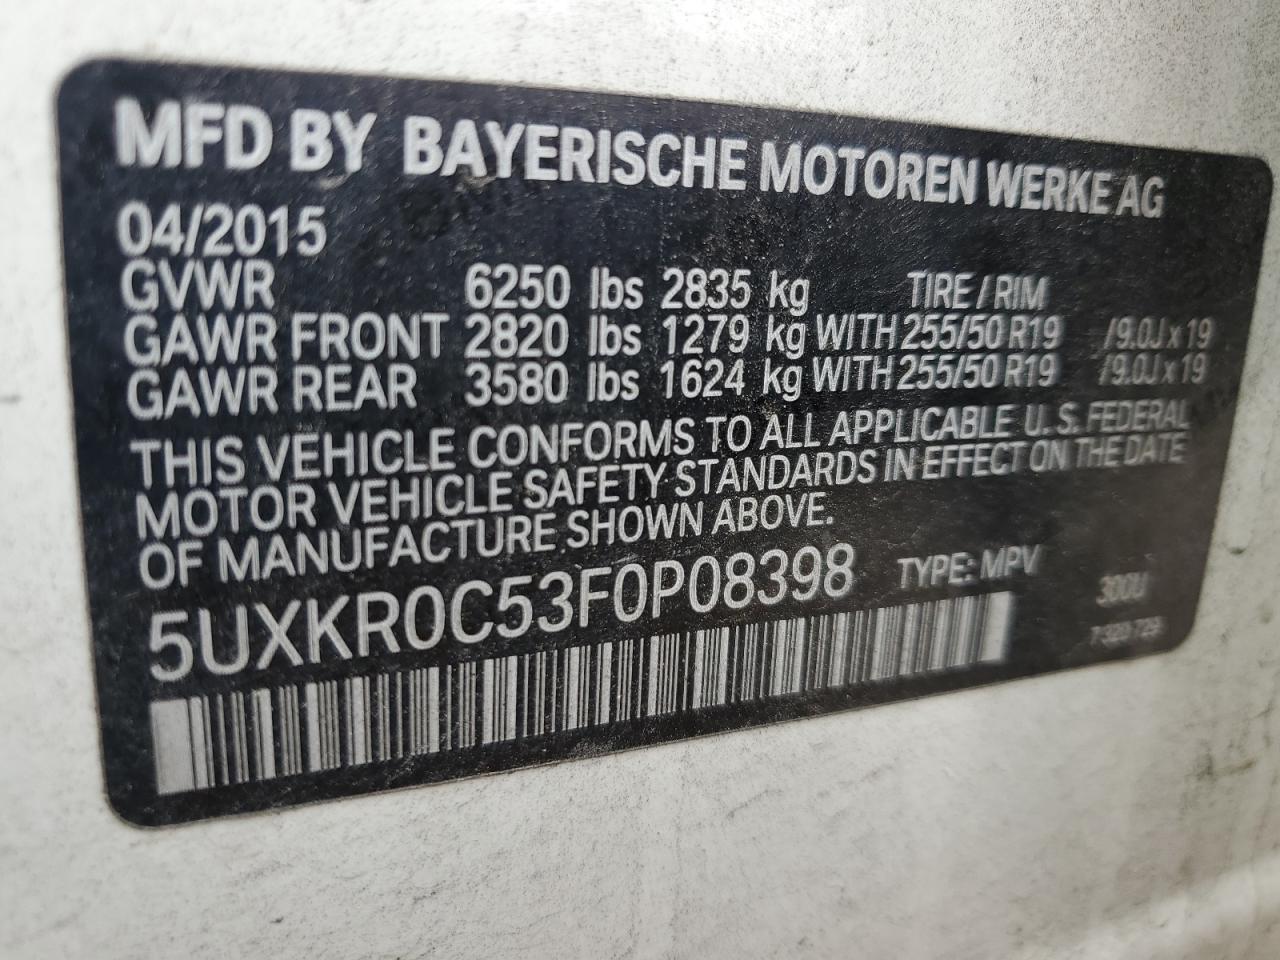 MFD BY BAYERISCHE MOTOREN WERKE AG
04/2015
GVWR 6250 lbs 2835 kg TIRE / RIM
GAWR FRONT 2820 lbs 1279 kg WITH 255/50 R19 /9.0J x 19
GAWR REAR 3580 lbs 1624 kg WITH 255/50 R19 /9.0J x 19
THIS VEHICLE CONFORMS TO ALL APPLICABLE U. S. FEDERAL
MOTOR VEHICLE SAFETY STANDARDS IN EFFECT ON THE DATE
OF MANUFACTURE SHOWN ABOVE.
5UXKR0C53F0P08398 TYPE: MPV
300U
7 320 729